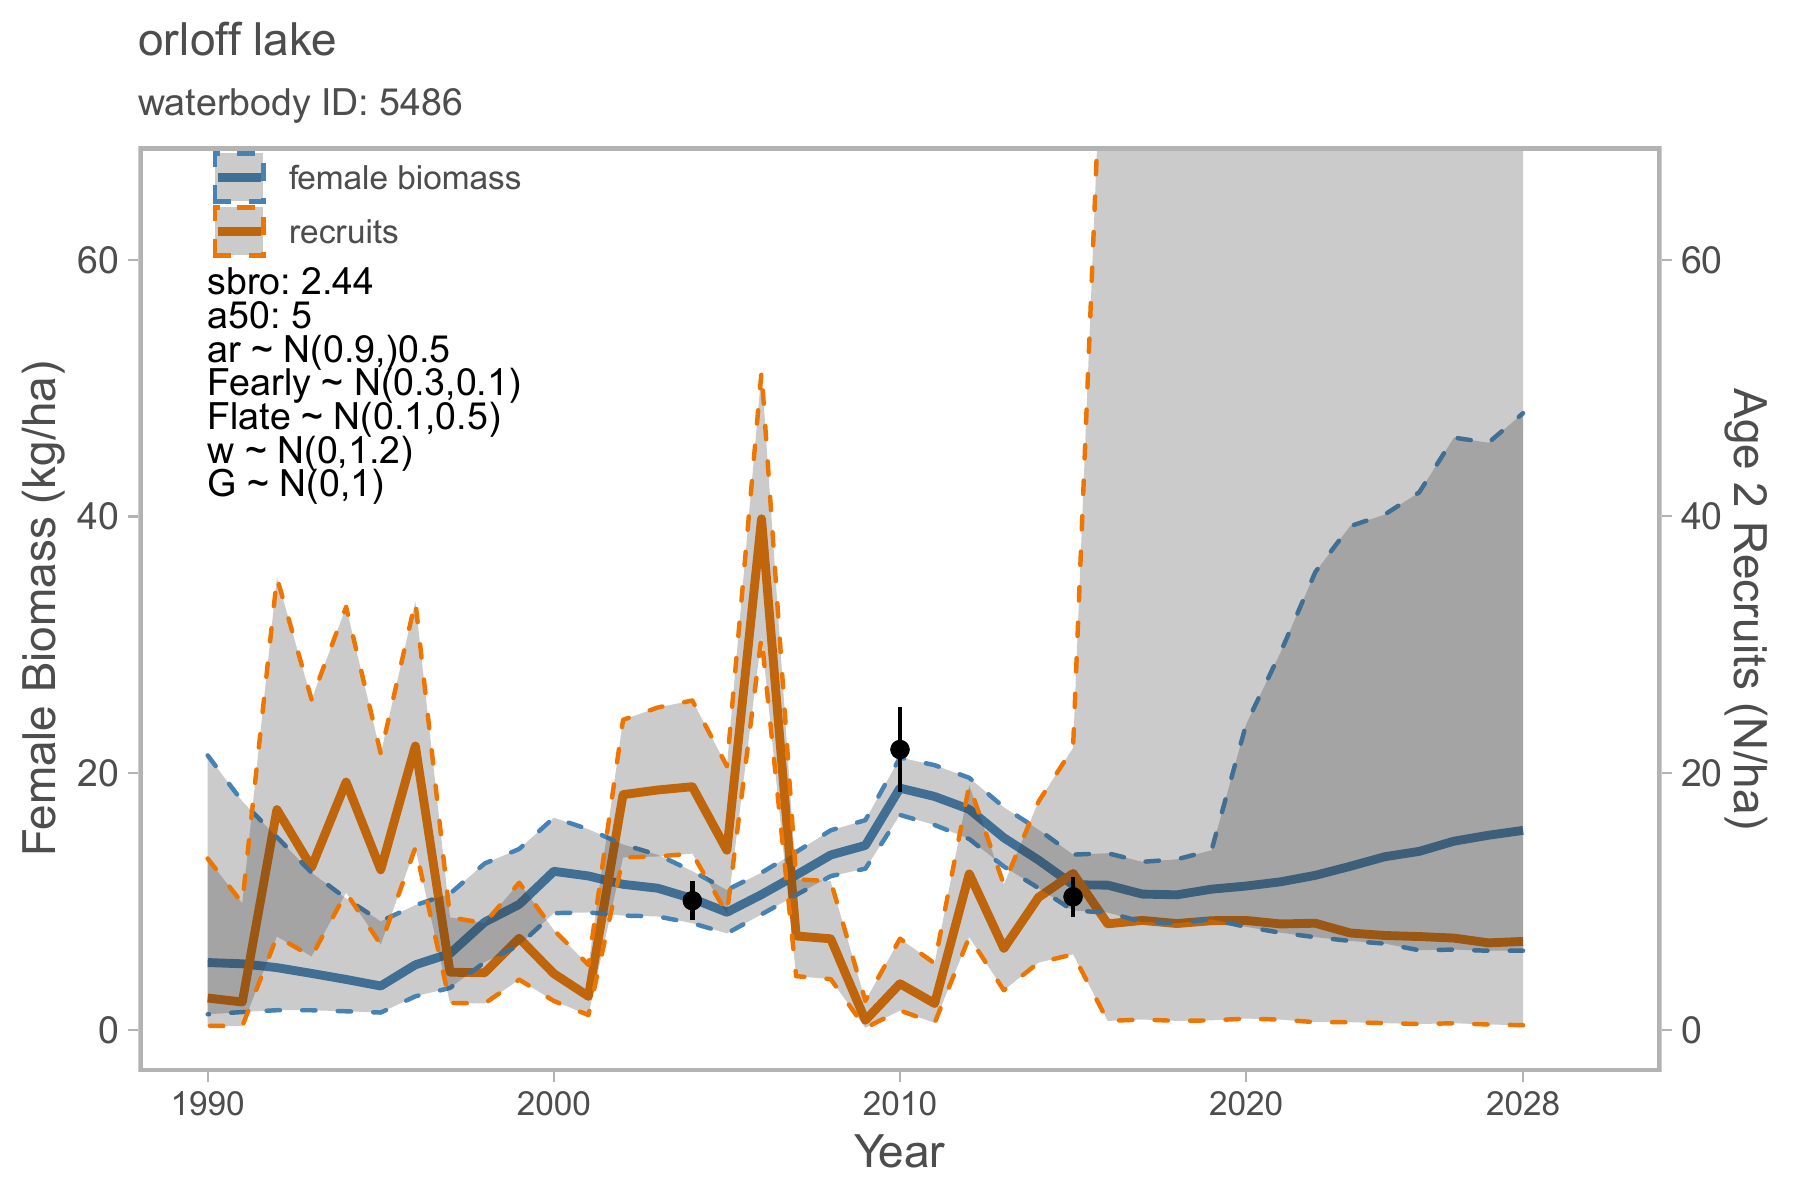 orloff lake
waterbody ID: 5486
female biomass
recruits
sbro: 2.44
a50: 5
ar ~ N(0.9,)0.5
Fearly ~ N(0.3,0.1)
Flate ~ N(0.1,0.5)
w ~ N(0,1.2)
G ~ N(0,1)
Female Biomass (kg/ha)
60
40
20
0
60
40
20
0
Age 2 Recruits (N/ha)
1990
2000
2010
2020
2028
Year